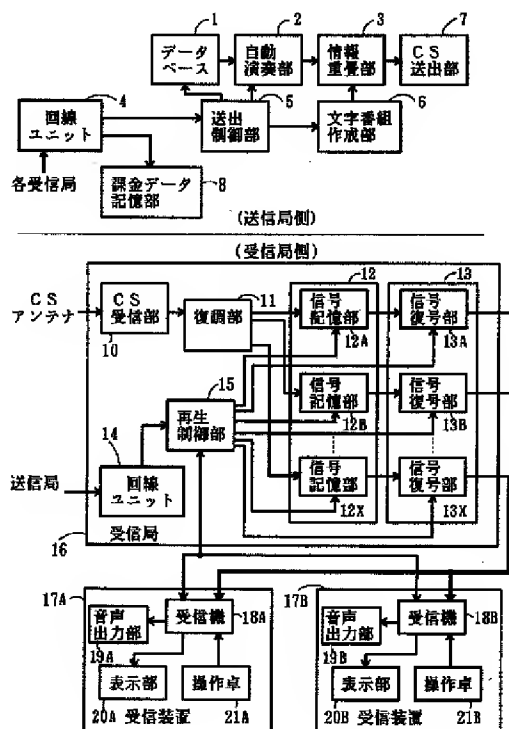 1
2
3
7
データ
ベース
自動
演奏部
情報
重畳部
CS
送出部
4
5
6
回線
ユニット
送出
制御部
文字番組
作成部
各受信局
課金データ
記憶部
8
(送信局側)
(受信局側)
12
13
CS
アンテナ
CS
受信部
10
11
復調部
信号
記憶部
12A
信号
復号部
13A
15
再生
制御部
信号
記憶部
12B
信号
復号部
13B
14
送信局
回線
ユニット
信号
記憶部
12X
信号
復号部
13X
16
受信局
17A
音声
出力部
19A
受信機
18A
表示部
操作卓
20A
受信装置
21A
17B
音声
出力部
19B
受信機
18B
表示部
操作卓
20B
受信装置
21B